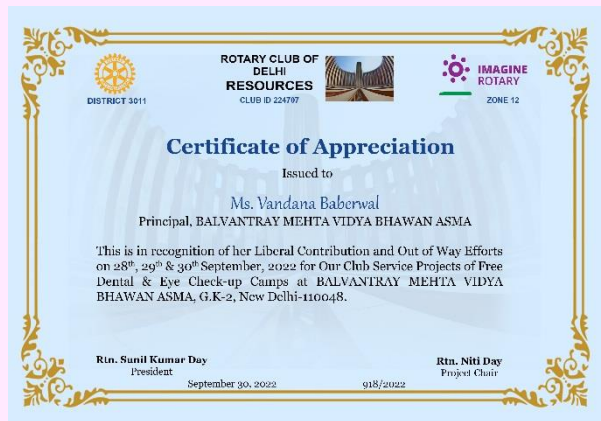 DISTRICT 3011
ROTARY CLUB OF
DELHI
RESOURCES
CLUB ID 224797
IMAGINE
ROTARY
ZONE 12
Certificate of Appreciation
Issued to
Ms. Vandana Baberwal
Principal, BALVANTRAY MEHTA VIDYA BHAWAN ASMA
This is in recognition of her Liberal Contribution and Out of Way Efforts
on 28th, 29th & 30th September, 2022 for Our Club Service Projects of Free
Dental & Eye Check-up Camps at BALVANTRAY MEHTA VIDYA
BHAWAN ASMA, G.K-2, New Delhi-110048.
Rtn. Sunil Kumar Day
President
Rtn. Niti Day
Project Chair
September 30, 2022
918/2022